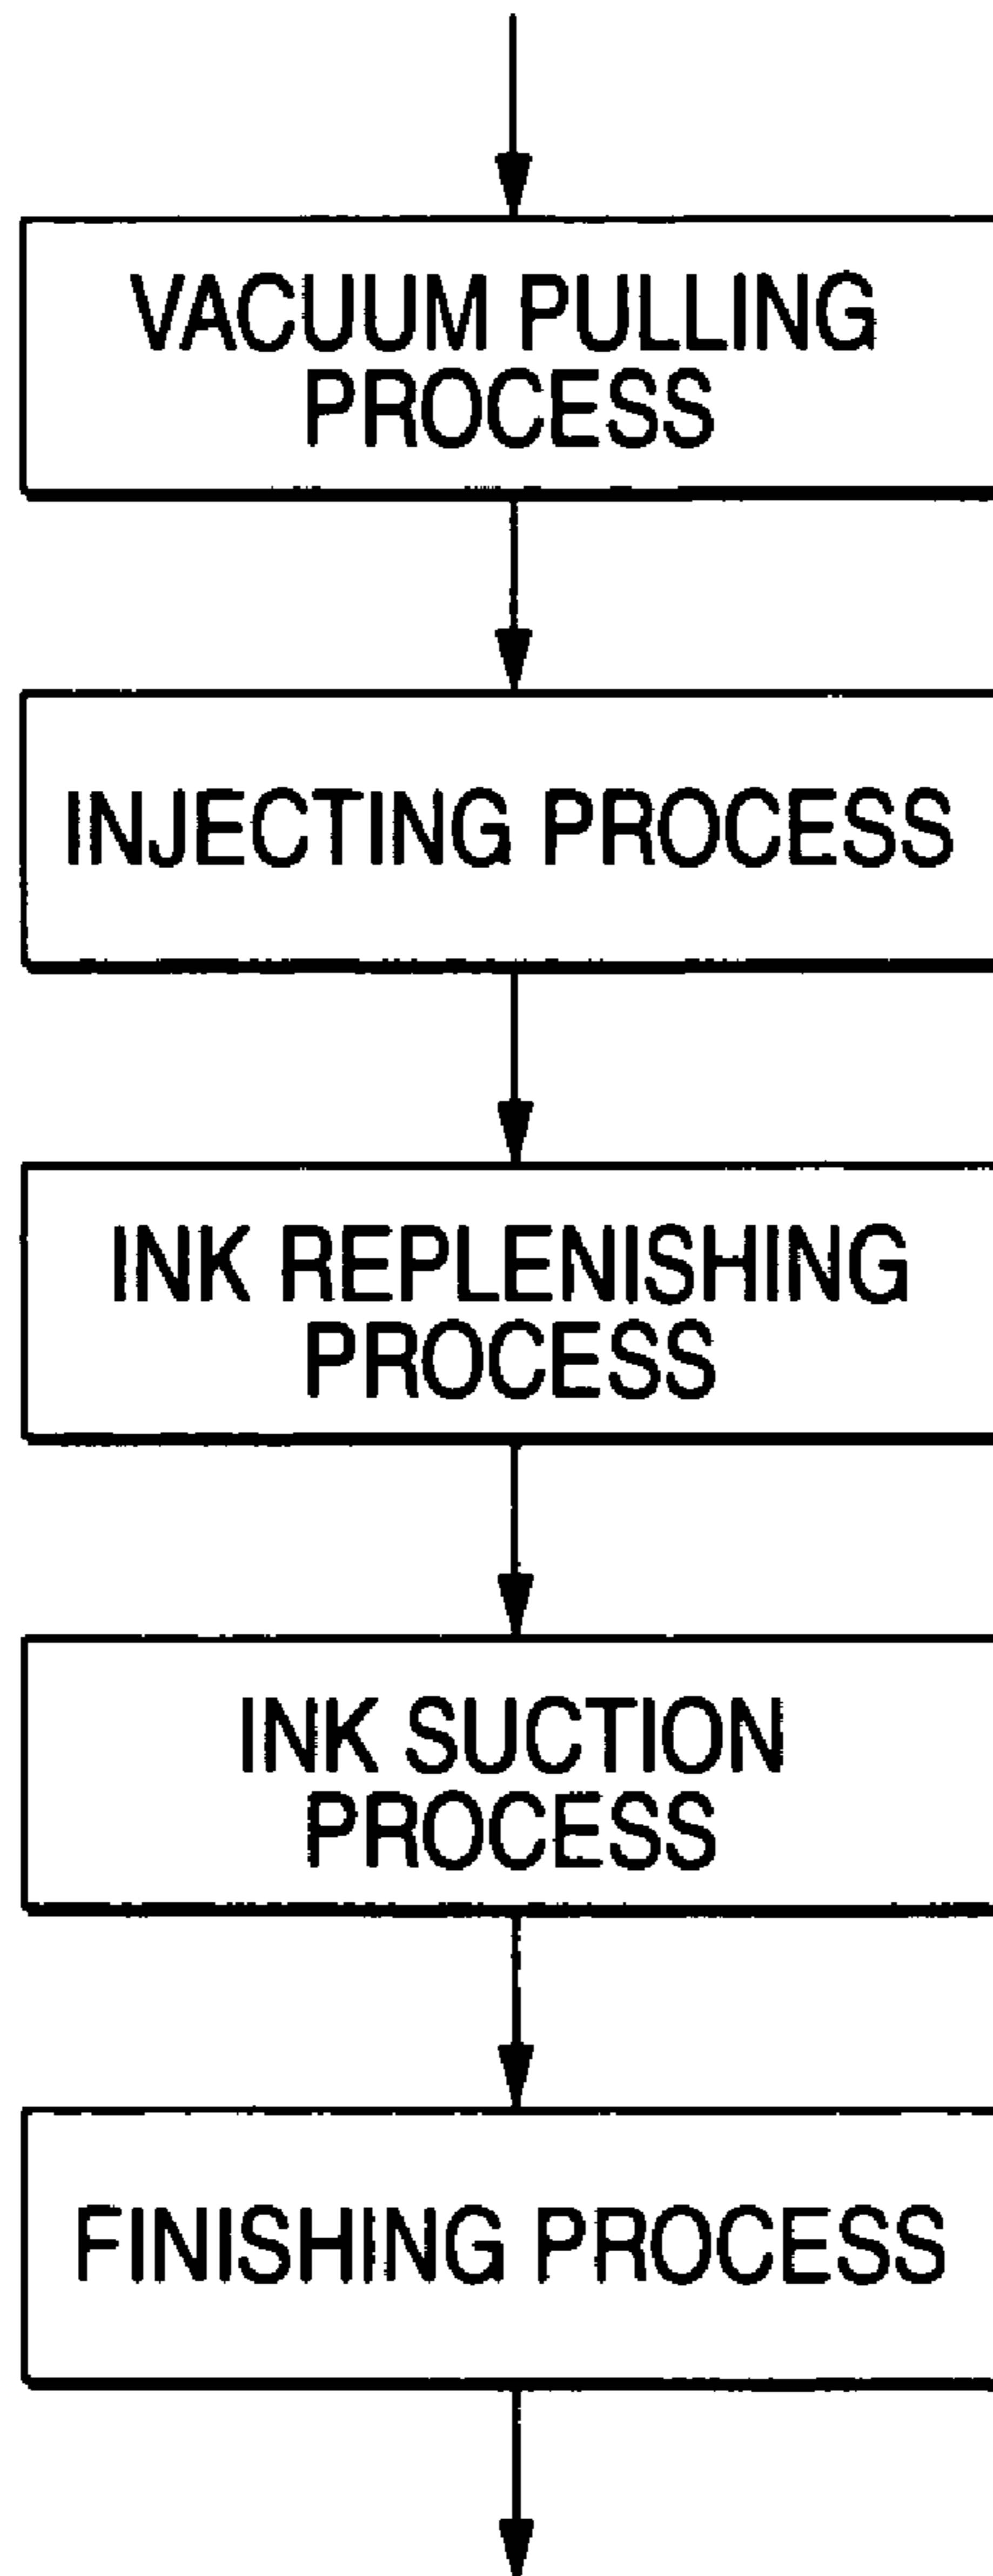 VACUUM PULLING
PROCESS
INJECTING PROCESS
INK REPLENISHING
PROCESS
INK SUCTION
PROCESS
FINISHING PROCESS